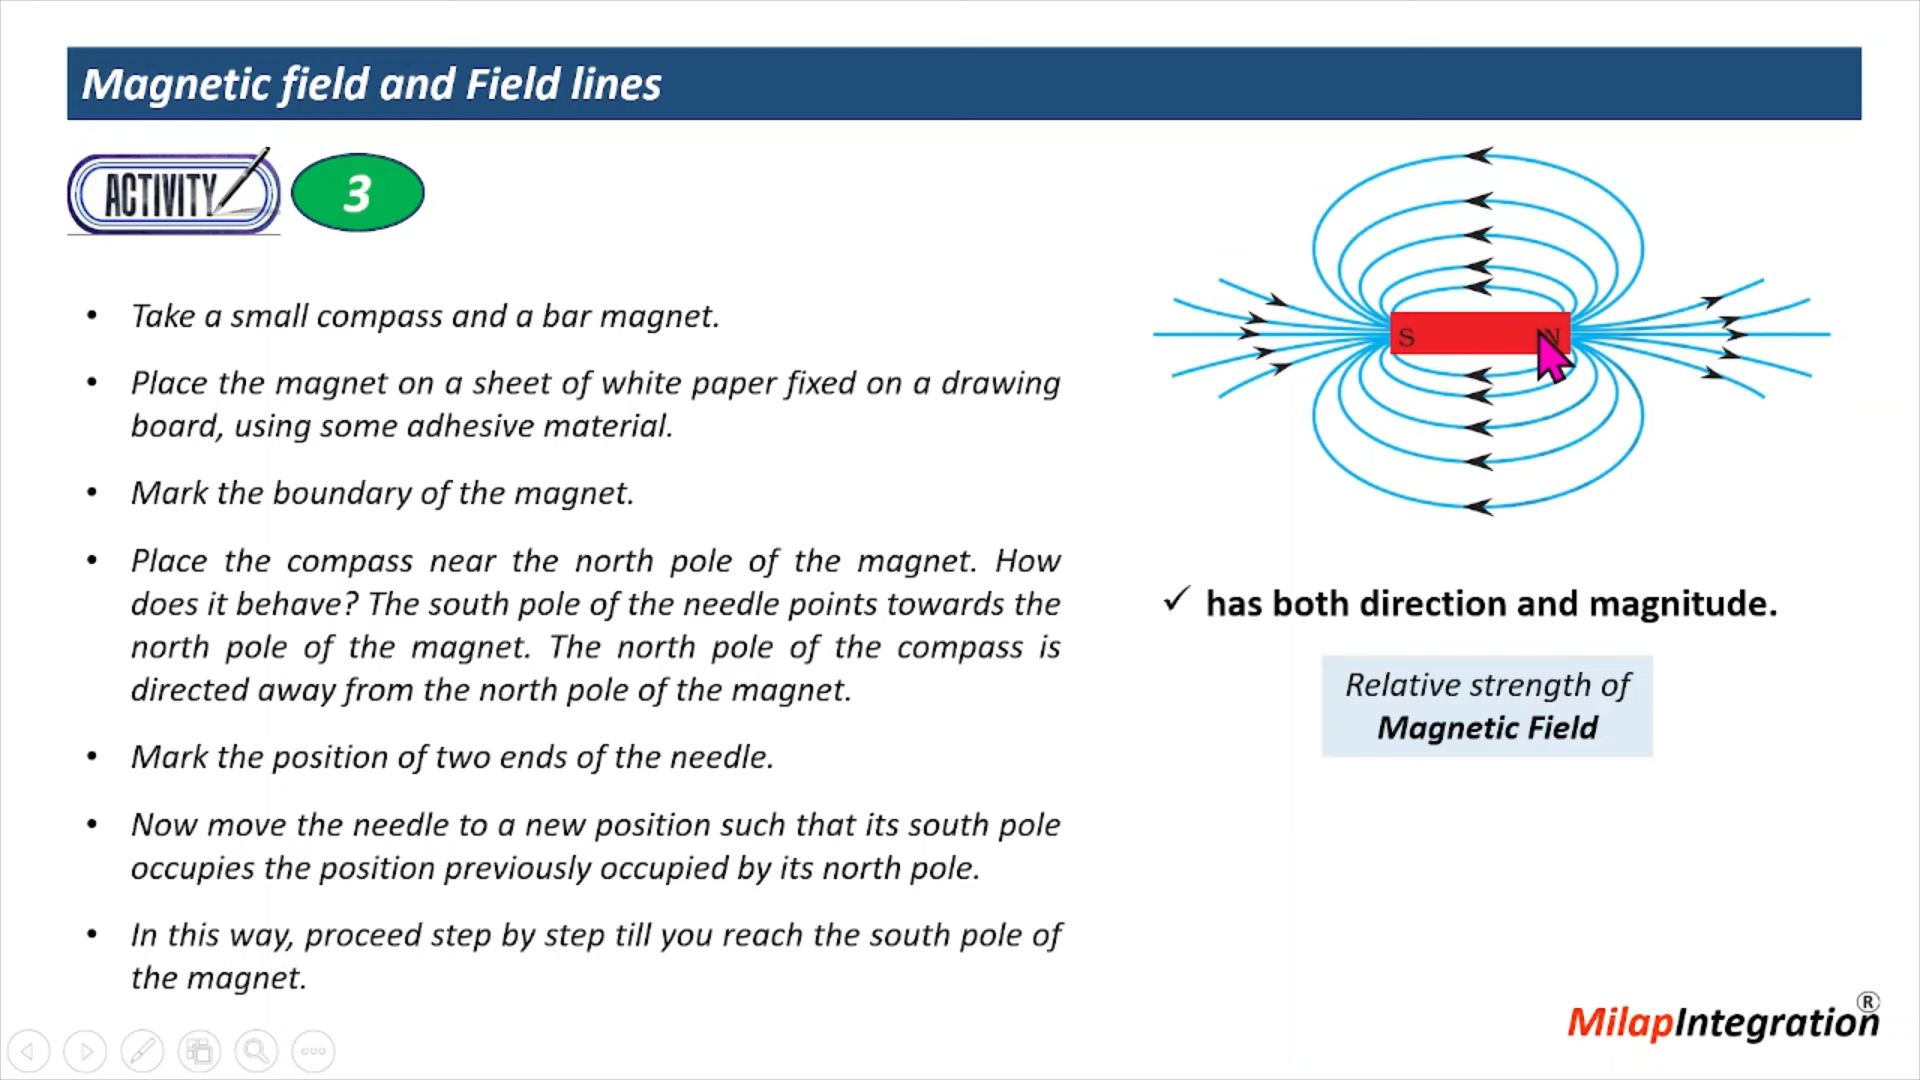 Magnetic field and Field lines
ACTIVITY
3
• Take a small compass and a bar magnet.
• Place the magnet on a sheet of white paper fixed on a drawing
board, using some adhesive material.
• Mark the boundary of the magnet.
• Place the compass near the north pole of the magnet. How
does it behave? The south pole of the needle points towards the
north pole of the magnet. The north pole of the compass is
directed away from the north pole of the magnet.
• Mark the position of two ends of the needle.
• Now move the needle to a new position such that its south pole
occupies the position previously occupied by its north pole.
• In this way, proceed step by step till you reach the south pole of
the magnet.
S
N
✓ has both direction and magnitude.
Relative strength of
Magnetic Field
MilapIntegration®